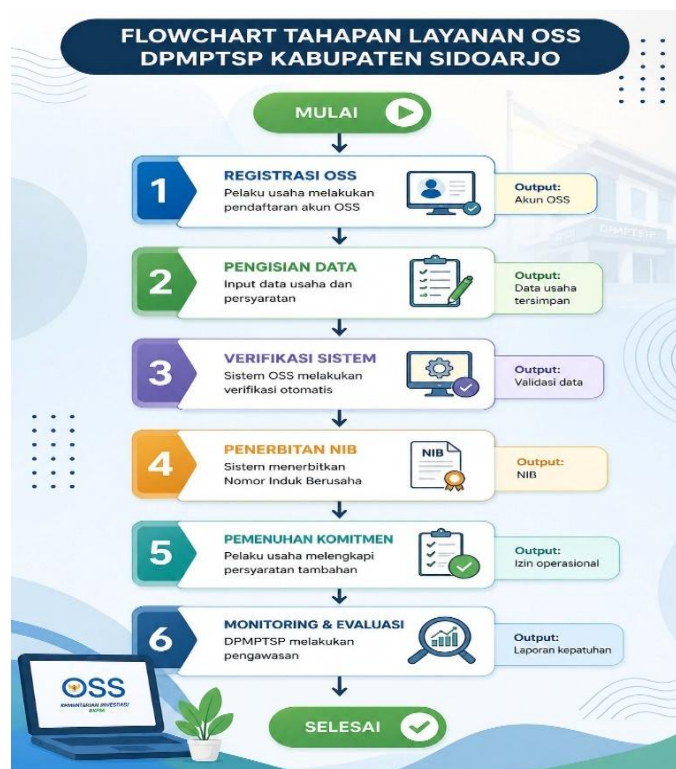 FLOWCHART TAHAPAN LAYANAN OSS
DPMPTSP KABUPATEN SIDOARJO
MULAI
1
REGISTRASI OSS
Pelaku usaha melakukan
pendaftaran akun OSS
Output:
Akun OSS
2
PENGISIAN DATA
Input data usaha dan
persyaratan
Output:
Data usaha
tersimpan
3
VERIFIKASI SISTEM
Sistem OSS melakukan
verifikasi otomatis
Output:
Validasi data
4
PENERBITAN NIB
Sistem menerbitkan
Nomor Induk Berusaha
NIB
Output:
NIB
5
PEMENUHAN KOMITMEN
Pelaku usaha melengkapi
persyaratan tambahan
Output:
Izin operasional
6
MONITORING & EVALUASI
DPMPTSP melakukan
pengawasan
Output:
Laporan kepatuhan
SELESAI
OSS
KEMENTERIAN INVESTASI
BKPM
DPMPTSP